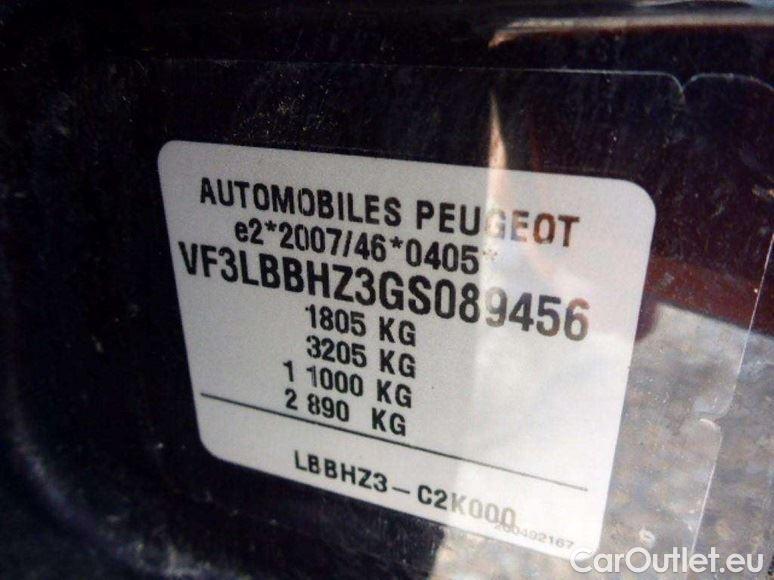 AUTOMOBILES PEUGEOT
e2*2007/46*0405*
VF3LBBHZ3GS089456
1805 KG
3205 KG
1 1000 KG
2 890 KG
LBBHZ3-C2K000
200492167
CarOutlet.eu